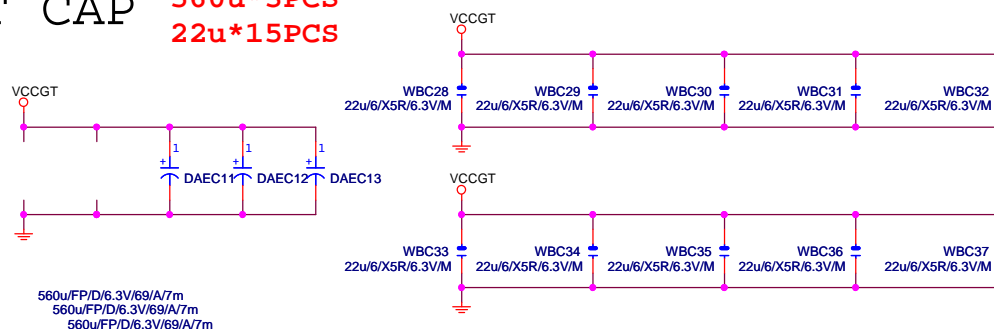 CAP
22u*15PCS
VCCGT
1 1 1
+ + +
DAEC11 DAEC12 DAEC13
560u/FP/D/6.3V/69/A/7m
560u/FP/D/6.3V/69/A/7m
560u/FP/D/6.3V/69/A/7m
VCCGT
WBC28 WBC29 WBC30 WBC31 WBC32
22u/6/X5R/6.3V/M 22u/6/X5R/6.3V/M 22u/6/X5R/6.3V/M 22u/6/X5R/6.3V/M 22u/6/X5R/6.3V/M
VCCGT
WBC33 WBC34 WBC35 WBC36 WBC37
22u/6/X5R/6.3V/M 22u/6/X5R/6.3V/M 22u/6/X5R/6.3V/M 22u/6/X5R/6.3V/M 22u/6/X5R/6.3V/M